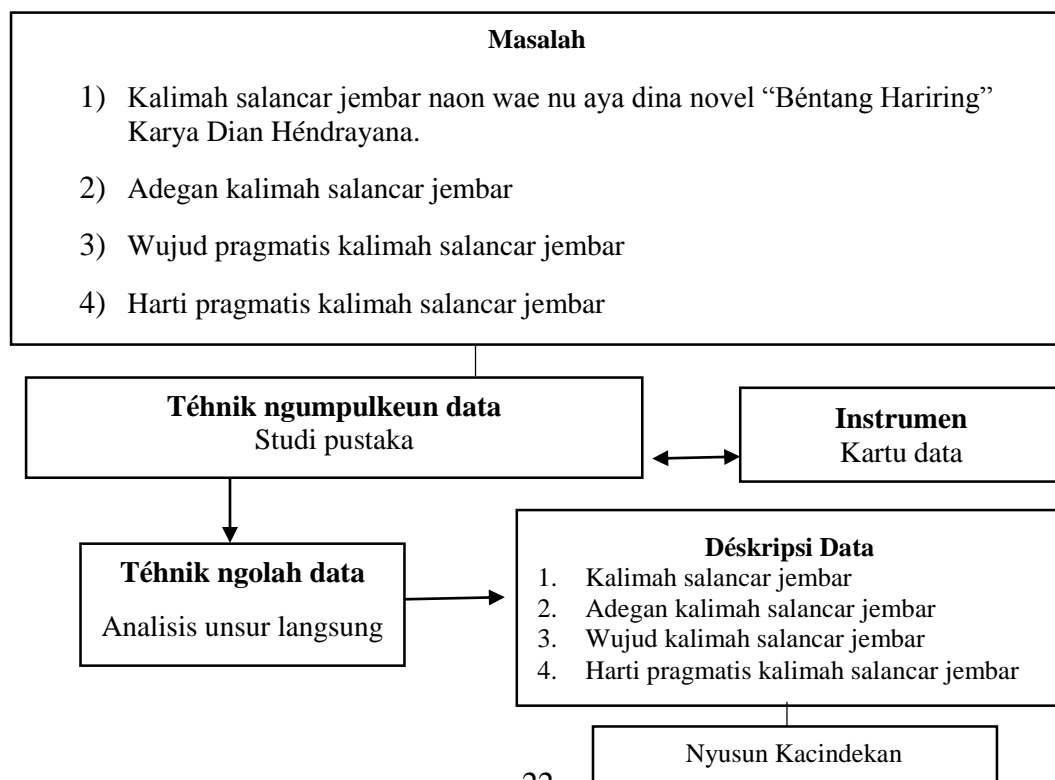 Masalah
1) Kalimah salancar jembar naon wae nu aya dina novel “Béntang Hariring”
Karya Dian Héndrayana.
2) Adegan kalimah salancar jembar
3) Wujud pragmatis kalimah salancar jembar
4) Harti pragmatis kalimah salancar jembar
Téhnik ngumpulkeun data
Studi pustaka
Instrumen
Kartu data
Téhnik ngolah data
Analisis unsur langsung
Déskripsi Data
1. Kalimah salancar jembar
2. Adegan kalimah salancar jembar
3. Wujud kalimah salancar jembar
4. Harti pragmatis kalimah salancar jembar
Nyusun Kacindekan